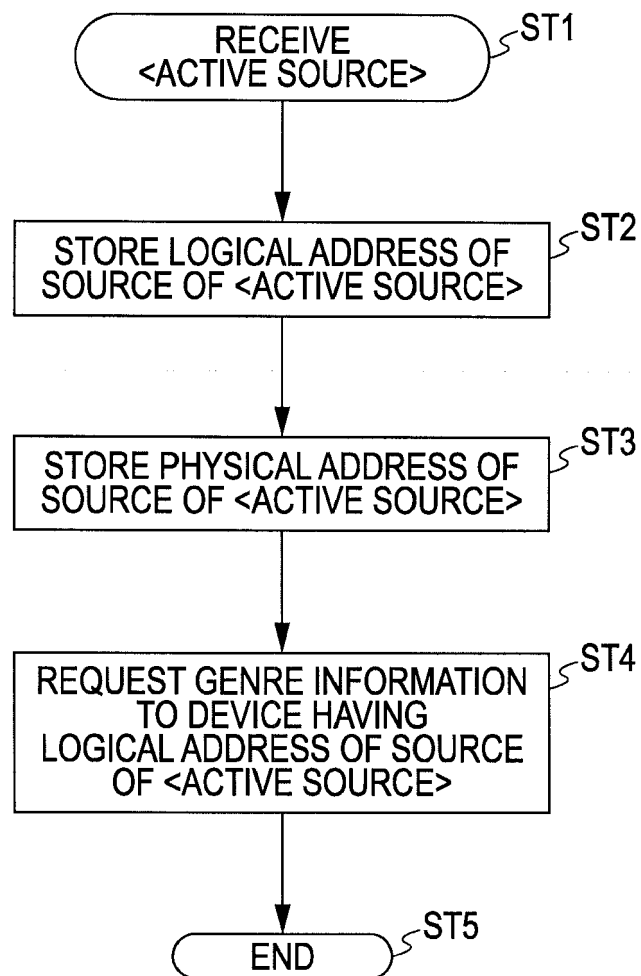 RECEIVE
<ACTIVE SOURCE>
ST1
STORE LOGICAL ADDRESS OF
SOURCE OF <ACTIVE SOURCE>
ST2
STORE PHYSICAL ADDRESS OF
SOURCE OF <ACTIVE SOURCE>
ST3
REQUEST GENRE INFORMATION
TO DEVICE HAVING
LOGICAL ADDRESS OF SOURCE
OF <ACTIVE SOURCE>
ST4
END
ST5